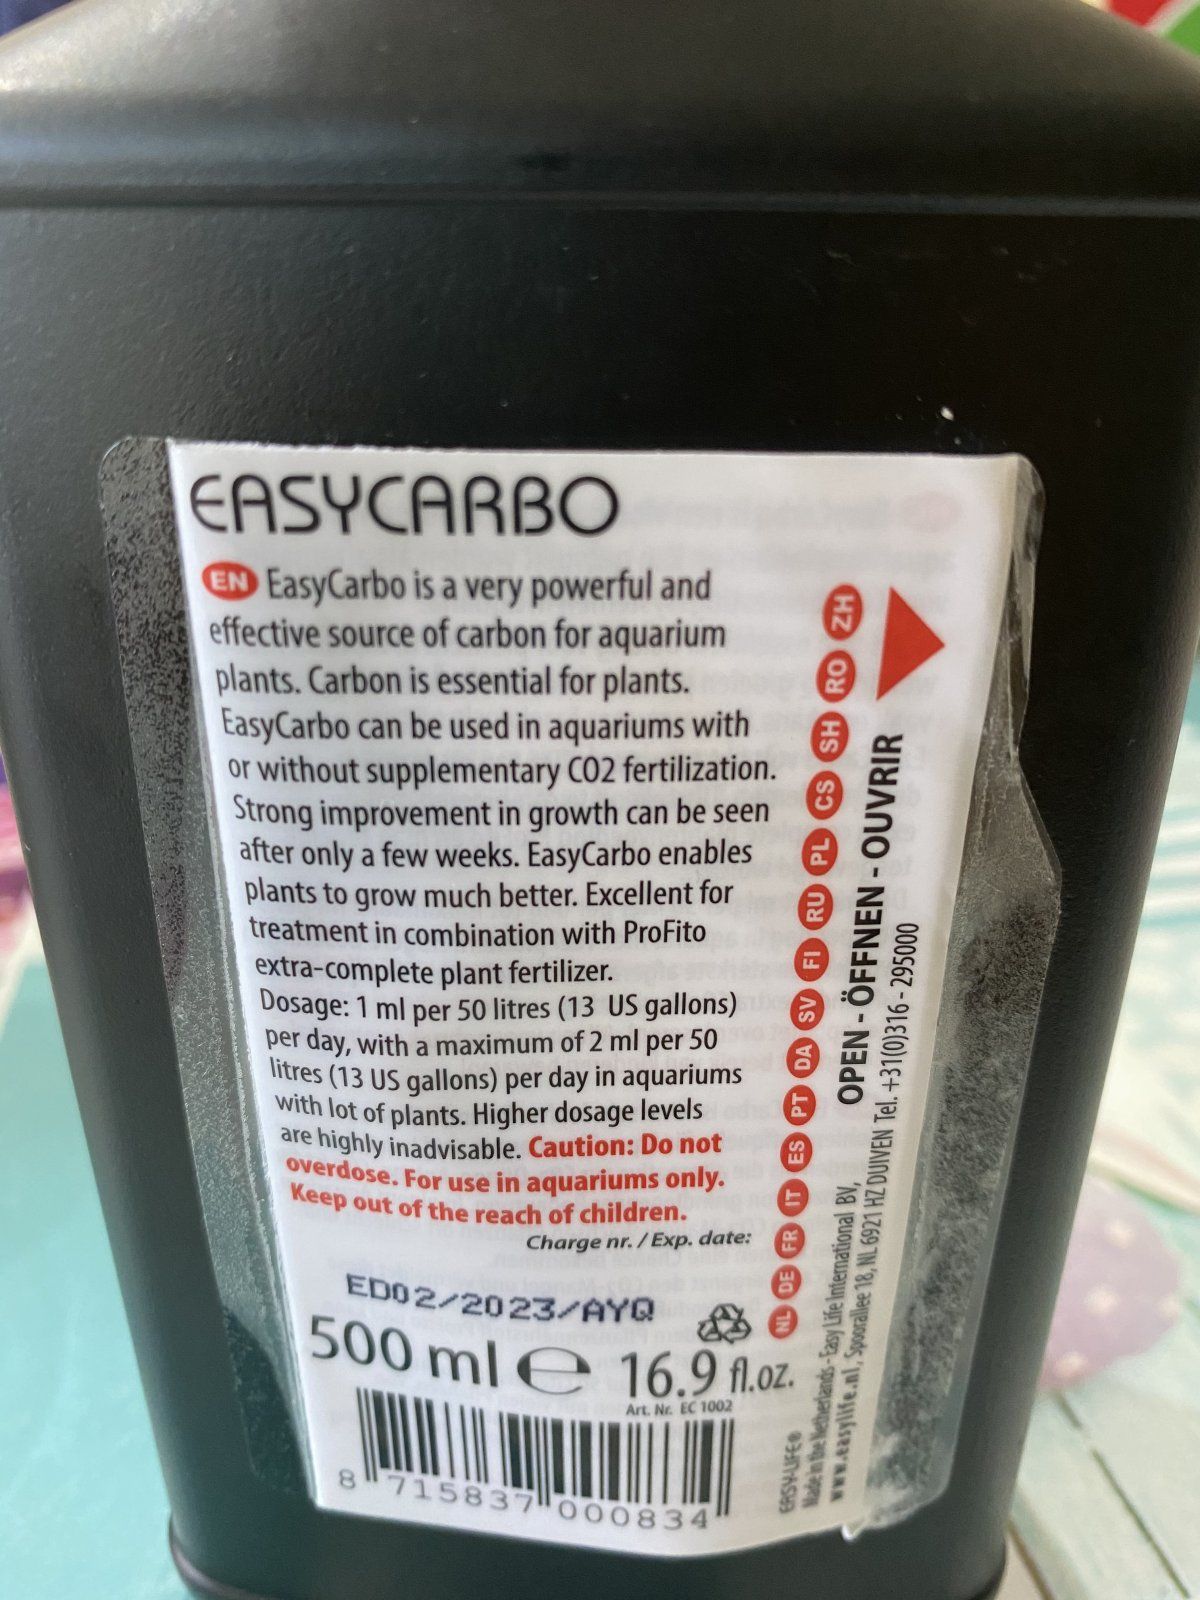 EASYCARBO
EN EasyCarbo is a very powerful and
effective source of carbon for aquarium
plants. Carbon is essential for plants.
EasyCarbo can be used in aquariums with
or without supplementary CO2 fertilization.
Strong improvement in growth can be seen
after only a few weeks. EasyCarbo enables
plants to grow much better. Excellent for
treatment in combination with ProFito
extra-complete plant fertilizer.
Dosage: 1 ml per 50 litres (13 US gallons)
per day, with a maximum of 2 ml per 50
litres (13 US gallons) per day in aquariums
with lot of plants. Higher dosage levels
are highly inadvisable. Caution: Do not
overdose. For use in aquariums only.
Keep out of the reach of children.
Charge nr. / Exp. date:
ED02/2023/AYQ
500 ml e 16.9 fl.oz.
Art. Nr. EC 1002
8 715837 000834
NL DE FR IT ES PT DA SV FI RU PL CS SH RO ZH
OPEN - ÖFFNEN - OUVRIR
EASY-LIFE®
Made in the Netherlands - Easy Life International BV,
www.easylife.nl, Spoorallee 18, NL 6921 HZ DUIVEN Tel. +31(0)316 - 295000